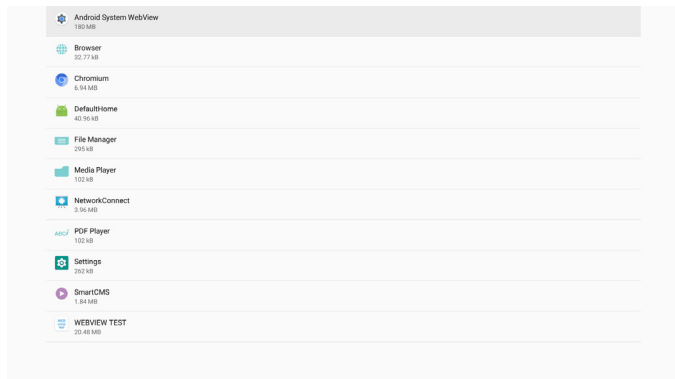 Android System WebView
180 MB
Browser
32.77 kB
Chromium
6.94 MB
DefaultHome
40.96 kB
File Manager
295 kB
Media Player
102 kB
NetworkConnect
3.96 MB
PDF Player
102 kB
Settings
262 kB
SmartCMS
1.84 MB
WEBVIEW TEST
20.48 MB